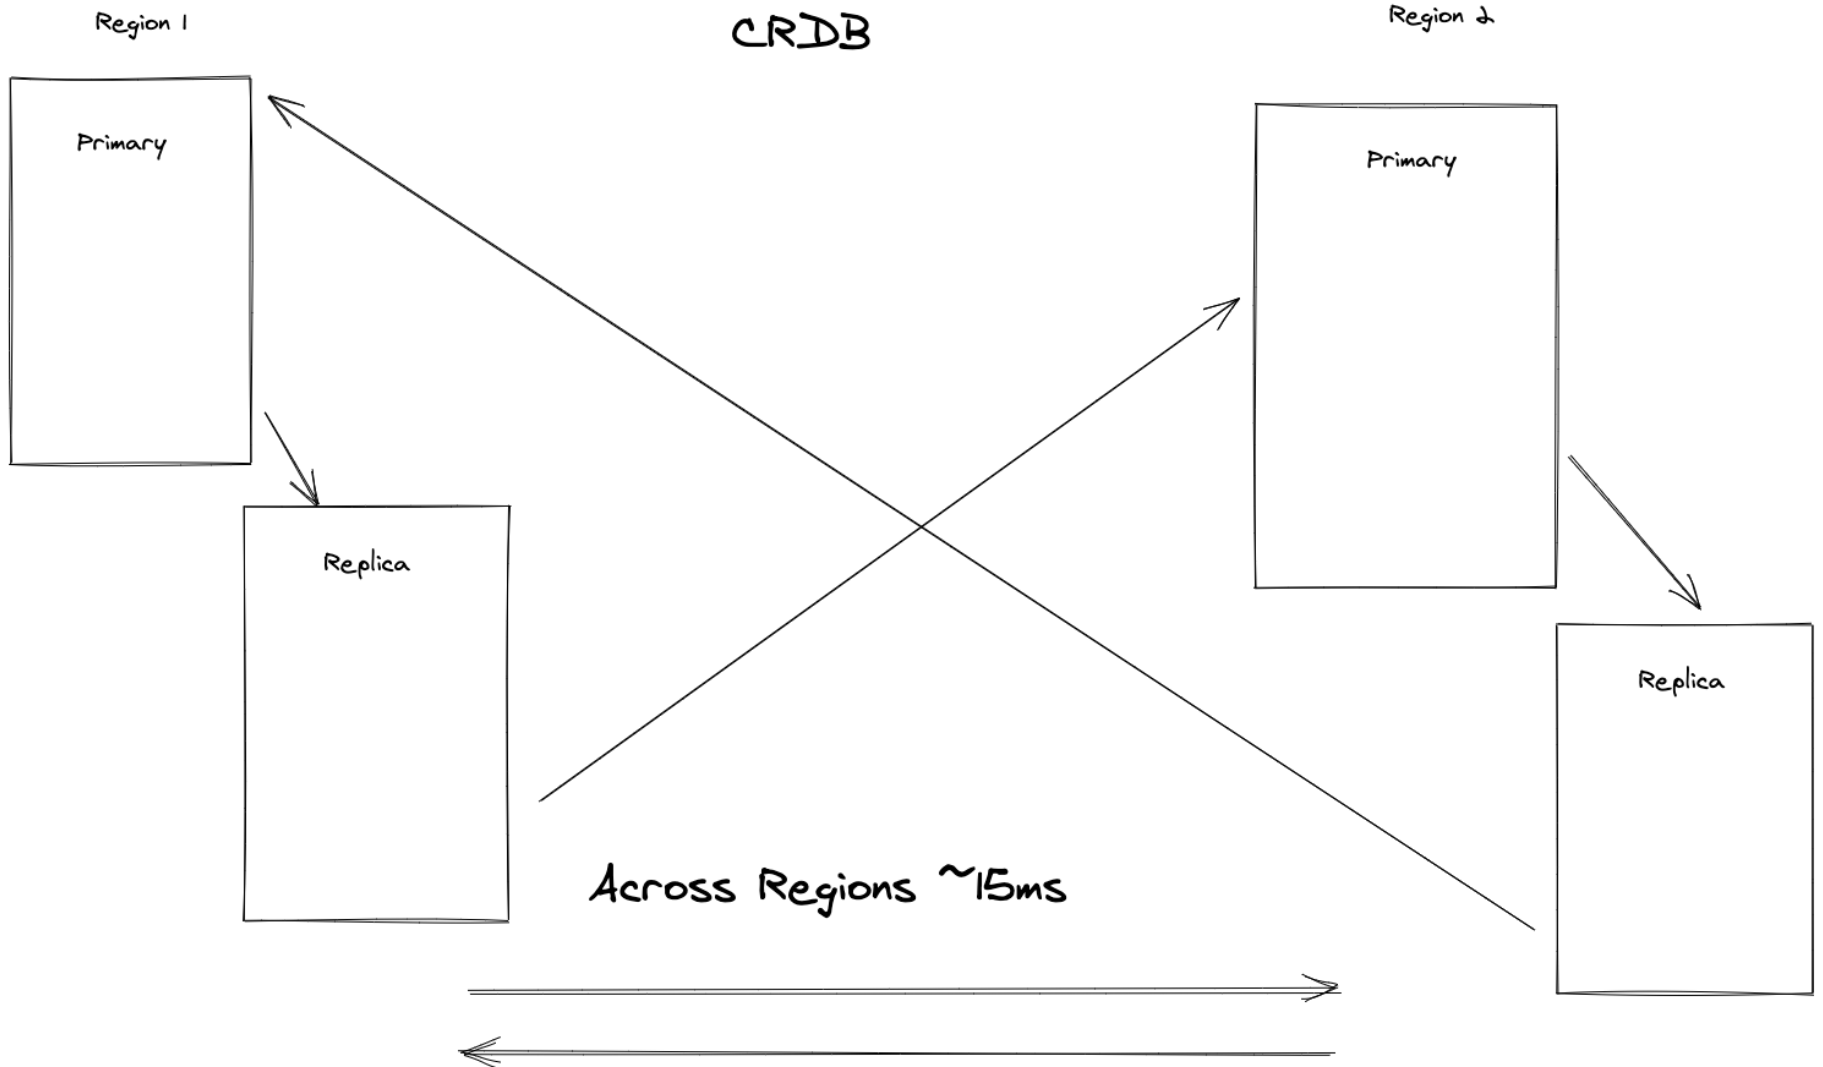 Region 1
CRDB
Region 2
Primary
Primary
Replica
Replica
Across Regions ~15ms